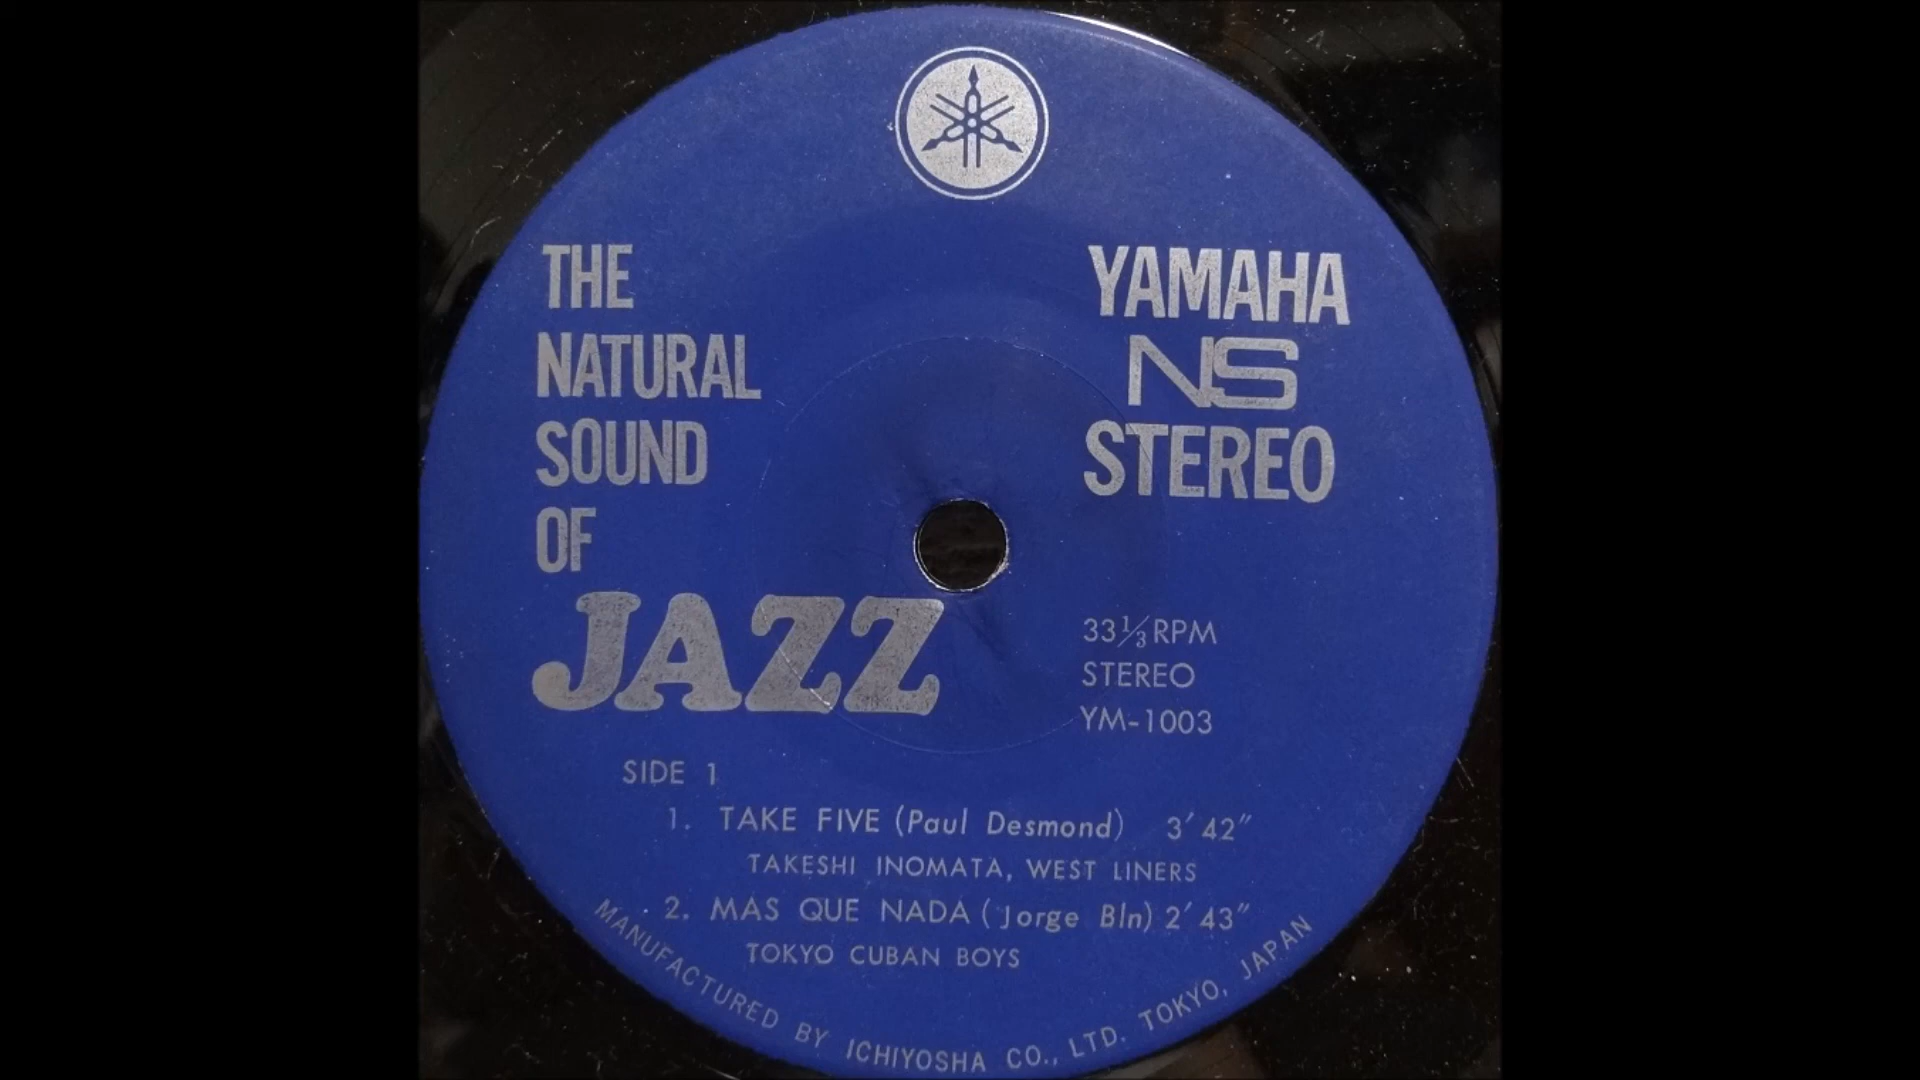 THE
NATURAL
SOUND
OF
JAZZ
YAMAHA
NS
STEREO
33⅓RPM
STEREO
YM-1003
SIDE 1
1. TAKE FIVE (Paul Desmond) 3′42″
TAKESHI INOMATA, WEST LINERS
2. MAS QUE NADA (Jorge Bln) 2′43″
TOKYO CUBAN BOYS
MANUFACTURED BY ICHIYOSHA CO., LTD. TOKYO, JAPAN